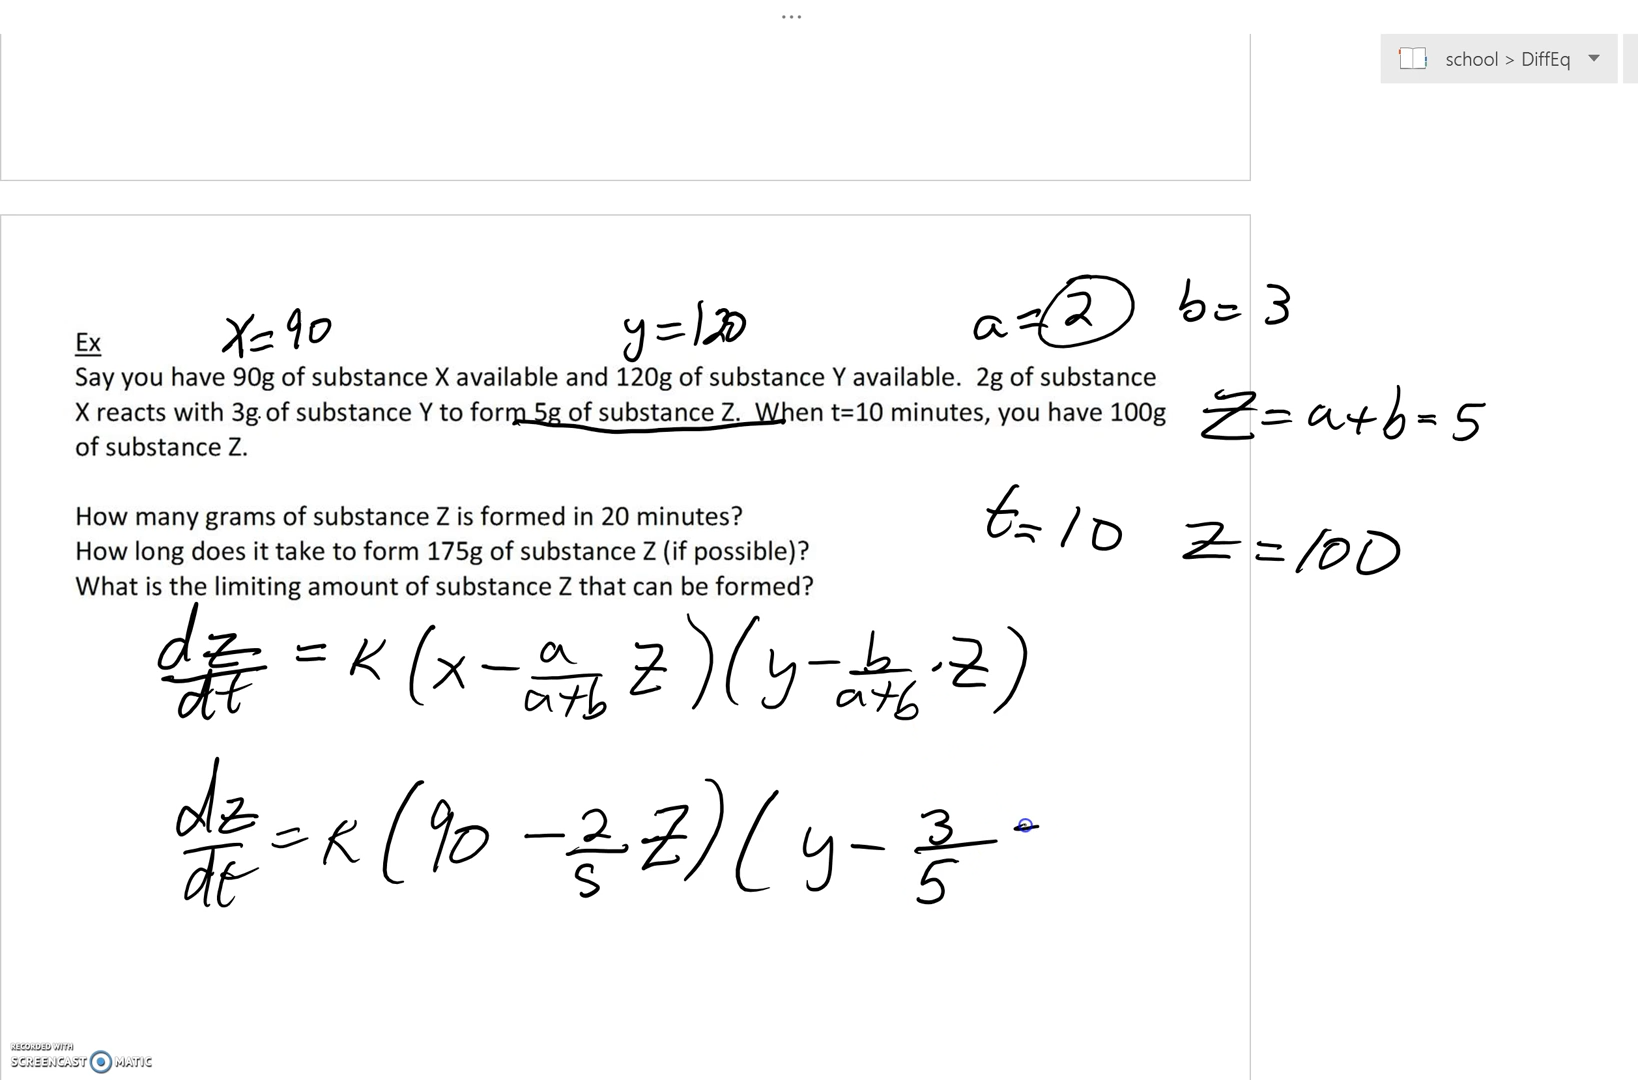 ...
school > DiffEq
x=90
y=120
a=2 b=3
Ex
Say you have 90g of substance X available and 120g of substance Y available. 2g of substance
X reacts with 3g of substance Y to form 5g of substance Z. When t=10 minutes, you have 100g
of substance Z.
Z=a+b=5
t=10 Z=100
How many grams of substance Z is formed in 20 minutes?
How long does it take to form 175g of substance Z (if possible)?
What is the limiting amount of substance Z that can be formed?
dz/dt = K(x-a/(a+b) Z)(y-b/(a+b)·Z)
dz/dt = K(90-2/5 Z)(y-3/5
RECORDED WITH
SCREENCAST MATIC